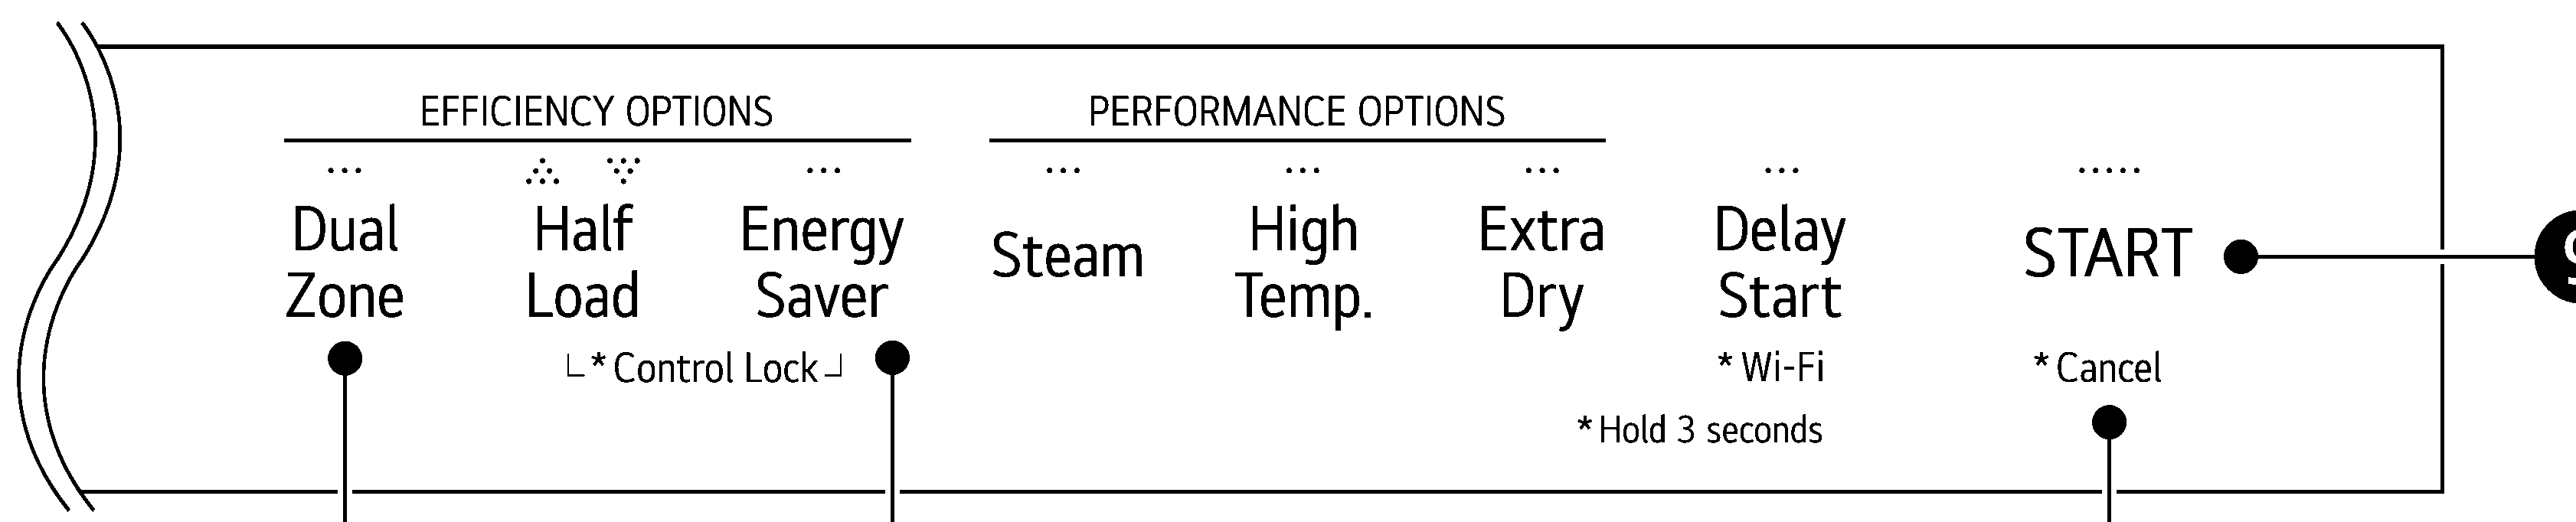 EFFICIENCY OPTIONS PERFORMANCE OPTIONS
Dual Zone
Half Load
Energy Saver
Steam
High Temp.
Extra Dry
Delay Start
START
*Control Lock
*Wi-Fi
*Cancel
*Hold 3 seconds